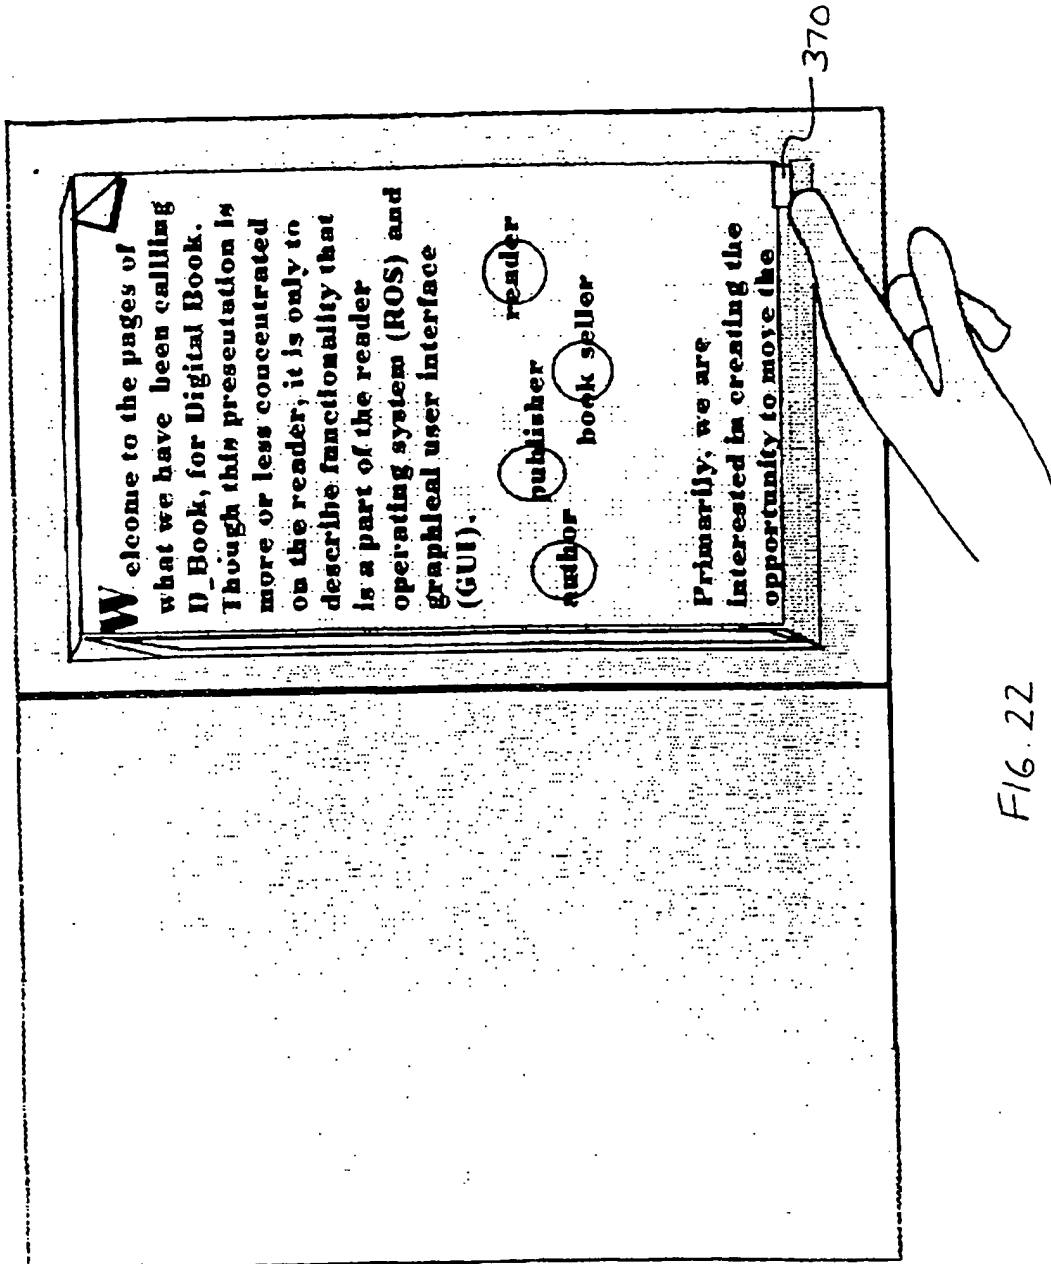 Welcome to the pages of
what we have been callling
D_Book, for Digital Book.
Though this preseutation is
more or less coucentrated
on the reader, it is only to
describe functionality that
is a part of the reader
operating system (ROS) and
graphical user interface
(GUI).
author publisher reader
book seller
Primarily, we are
interested in creating the
opportunity to move the
370
FIG. 22